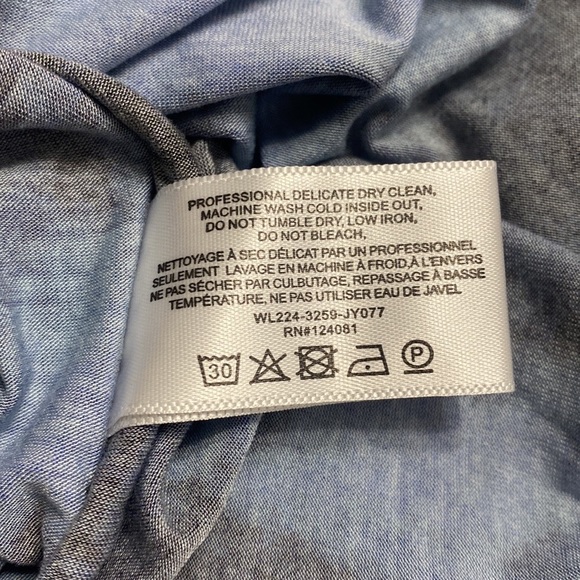 PROFESSIONAL DELICATE DRY CLEAN,
MACHINE WASH COLD INSIDE OUT,
DO NOT TUMBLE DRY, LOW IRON,
DO NOT BLEACH.
NETTOYAGE À SEC DÉLICAT PAR UN PROFESSIONNEL
SEULEMENT LAVAGE EN MACHINE À FROID,À L'ENVERS
NE PAS SÉCHER PAR CULBUTAGE, REPASSAGE À BASSE
TEMPÉRATURE, NE PAS UTILISER EAU DE JAVEL
WL224-3259-JY077
RN#124081
30 P